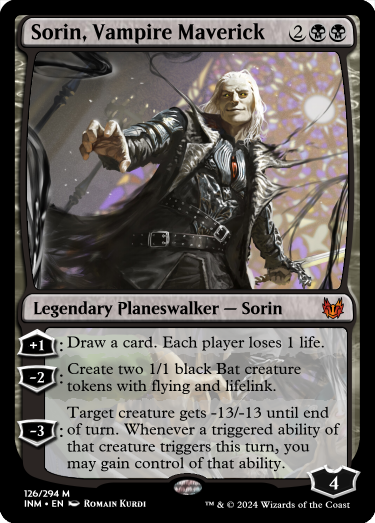 Sorin, Vampire Maverick 2
Legendary Planeswalker — Sorin
+1: Draw a card. Each player loses 1 life.
-2: Create two 1/1 black Bat creature
tokens with flying and lifelink.
-3: Target creature gets -13/-13 until end
of turn. Whenever a triggered ability of
that creature triggers this turn, you
may gain control of that ability.
4
126/294 M
INM • EN Romain Kurdi
™ & © 2024 Wizards of the Coast